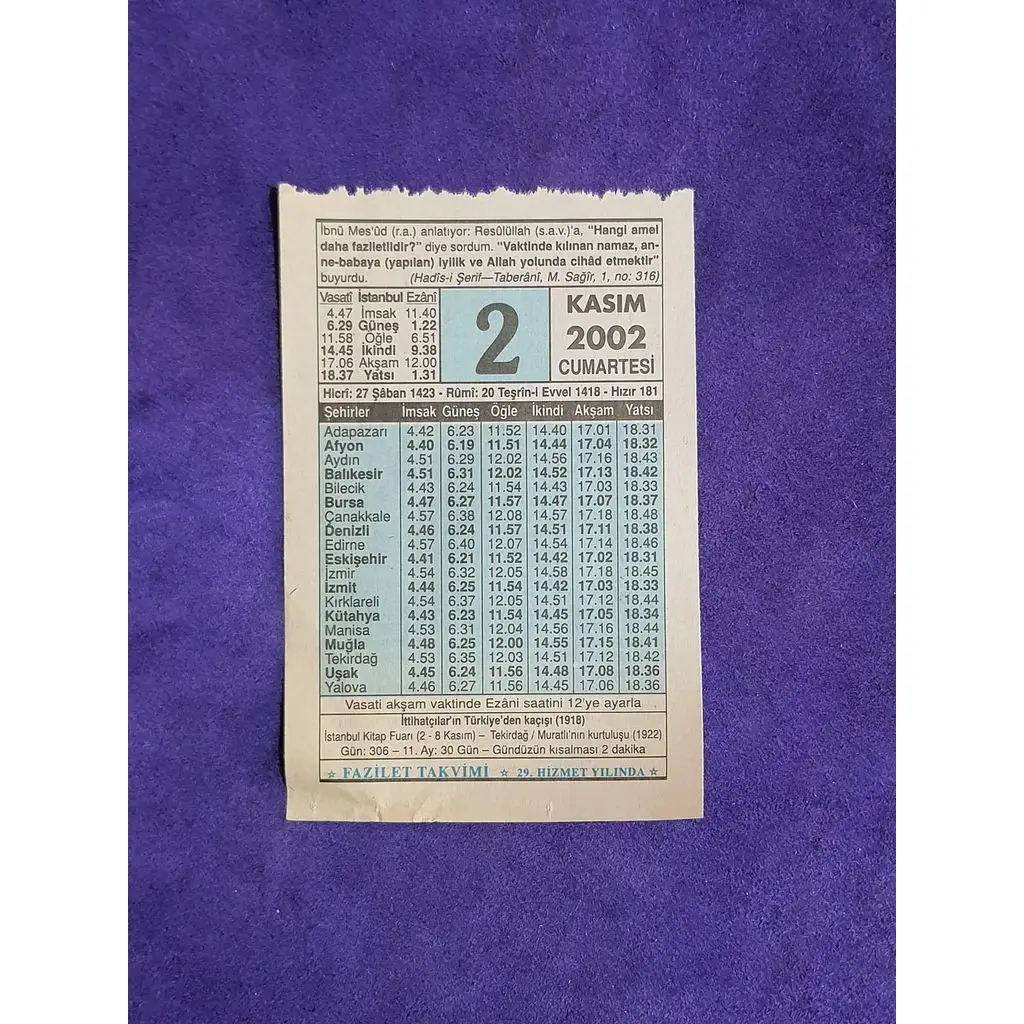 İbnü Mes'ûd (r.a.) anlatıyor: Resûlüllah (s.a.v.)'a, "Hangi amel
daha faziletlidir?" diye sordum. "Vaktinde kılınan namaz, an-
ne-babaya (yapılan) iyilik ve Allah yolunda cihâd etmektir"
buyurdu. (Hadîs-i Şerif—Taberânî, M. Sağîr, 1, no: 316)
Vasatî İstanbul Ezânî
4.47 İmsak 11.40
6.29 Güneş 1.22
11.58 Öğle 6.51
14.45 İkindi 9.38
17.06 Akşam 12.00
18.37 Yatsı 1.31
2
KASIM
2002
CUMARTESİ
Hicrî: 27 Şâban 1423 - Rûmî: 20 Teşrîn-i Evvel 1418 - Hızır 181
Şehirler İmsak Güneş Öğle İkindi Akşam Yatsı
Adapazarı 4.42 6.23 11.52 14.40 17.01 18.31
Afyon 4.40 6.19 11.51 14.44 17.04 18.32
Aydın 4.51 6.29 12.02 14.56 17.16 18.43
Balıkesir 4.51 6.31 12.02 14.52 17.13 18.42
Bilecik 4.43 6.24 11.54 14.43 17.03 18.33
Bursa 4.47 6.27 11.57 14.47 17.07 18.37
Çanakkale 4.57 6.38 12.08 14.57 17.18 18.48
Denizli 4.46 6.24 11.57 14.51 17.11 18.38
Edirne 4.57 6.40 12.07 14.54 17.14 18.46
Eskişehir 4.41 6.21 11.52 14.42 17.02 18.31
İzmir 4.54 6.32 12.05 14.58 17.18 18.45
İzmit 4.44 6.25 11.54 14.42 17.03 18.33
Kırklareli 4.54 6.37 12.05 14.51 17.12 18.44
Kütahya 4.43 6.23 11.54 14.45 17.05 18.34
Manisa 4.53 6.31 12.04 14.56 17.16 18.44
Muğla 4.48 6.25 12.00 14.55 17.15 18.41
Tekirdağ 4.53 6.35 12.03 14.51 17.12 18.42
Uşak 4.45 6.24 11.56 14.48 17.08 18.36
Yalova 4.46 6.27 11.56 14.45 17.06 18.36
Vasati akşam vaktinde Ezâni saatini 12'ye ayarla
İttihatçılar'ın Türkiye'den kaçışı (1918)
İstanbul Kitap Fuarı (2 - 8 Kasım) – Tekirdağ / Muratlı'nın kurtuluşu (1922)
Gün: 306 – 11. Ay: 30 Gün – Gündüzün kısalması 2 dakika
☆ FAZİLET TAKVİMİ ☆ 29. HİZMET YILINDA ☆